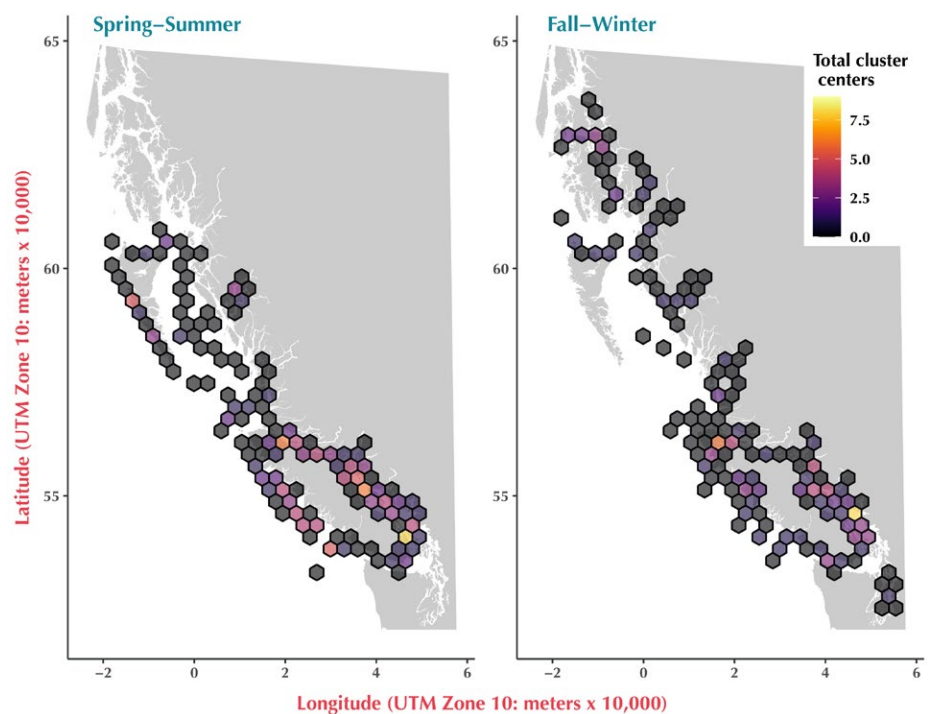 Spring–Summer
Fall–Winter
65
60
55
Latitude (UTM Zone 10: meters x 10,000)
65
60
55
Total cluster
centers
7.5
5.0
2.5
0.0
−2 0 2 4 6
−2 0 2 4 6
Longitude (UTM Zone 10: meters x 10,000)